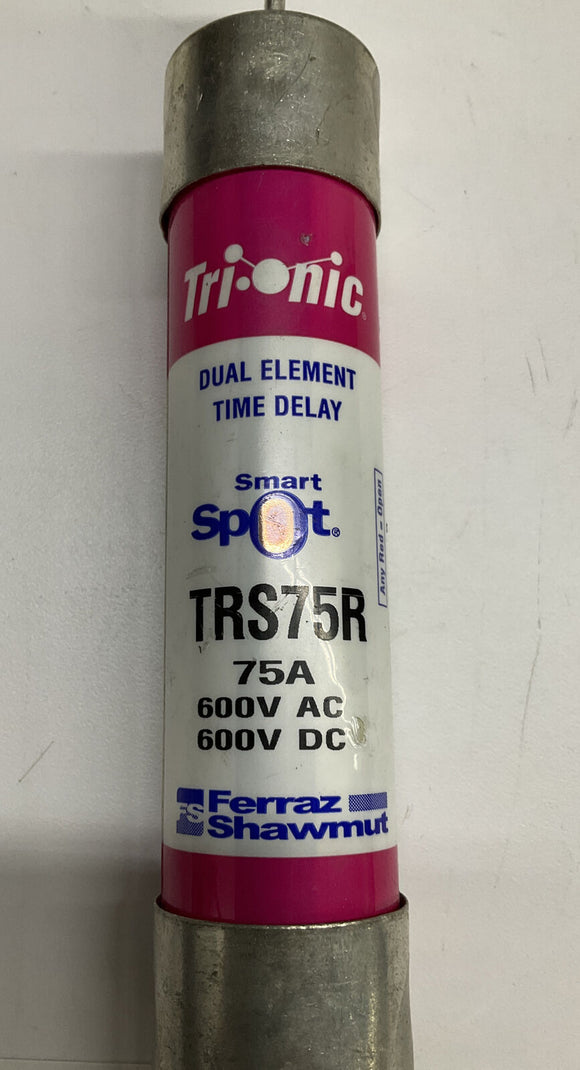 Tri-onic®
DUAL ELEMENT
TIME DELAY
Smart
Spot®
Any Red = Open
TRS75R
75A
600V AC
600V DC
FS Ferraz
Shawmut